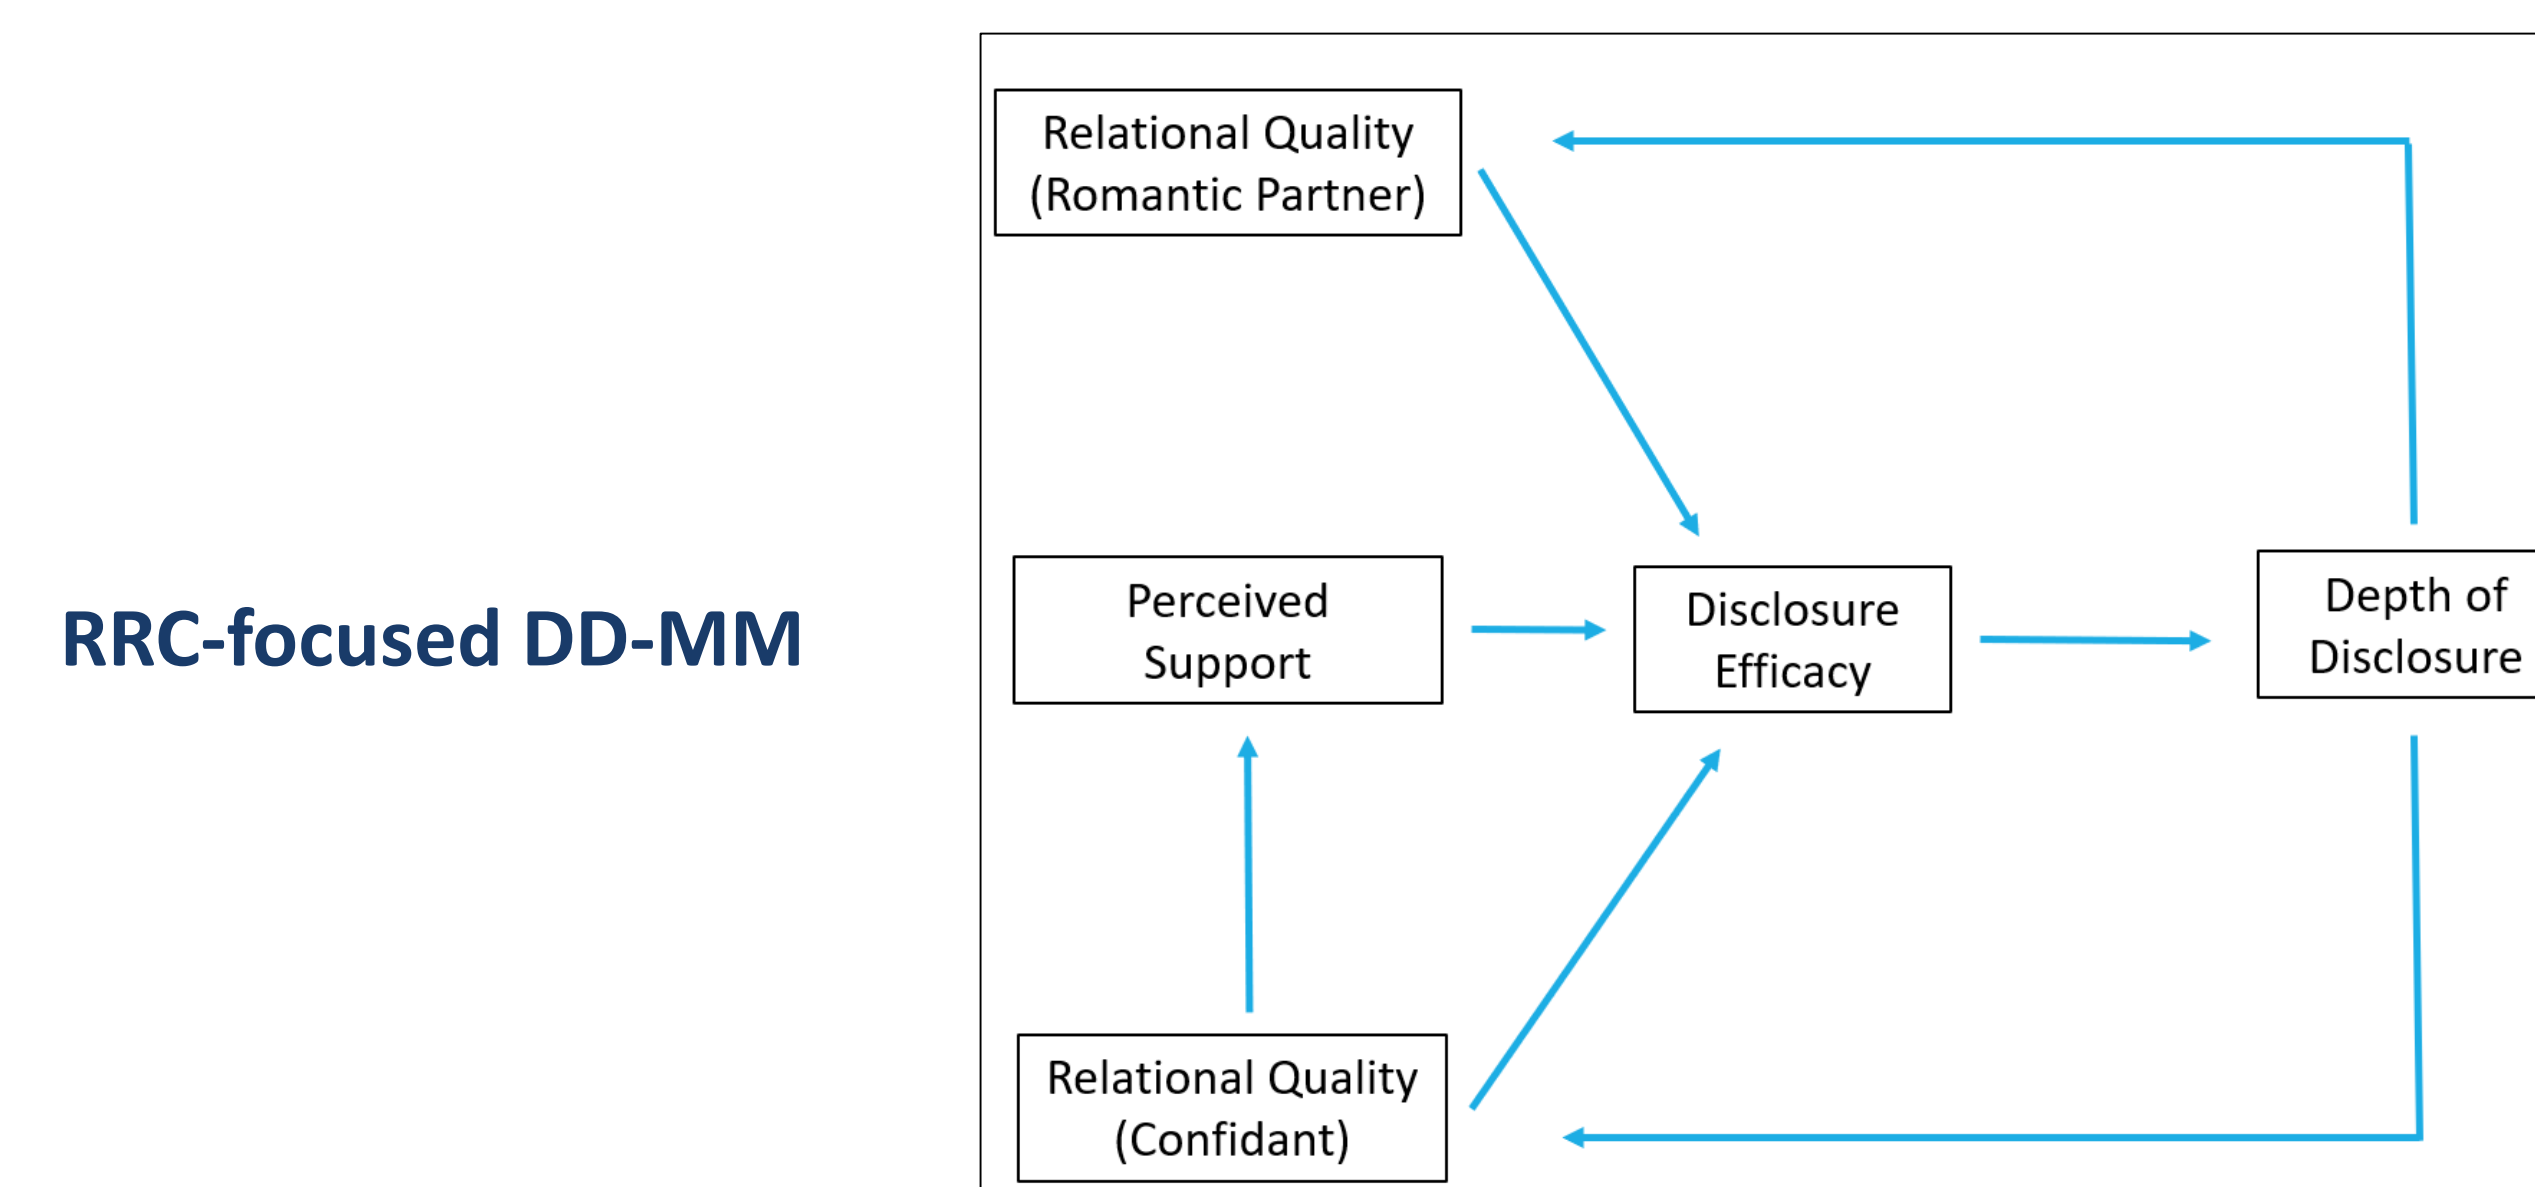 RRC-focused DD-MM
Relational Quality
(Romantic Partner)
Perceived
Support
Disclosure
Efficacy
Depth of
Disclosure
Relational Quality
(Confidant)